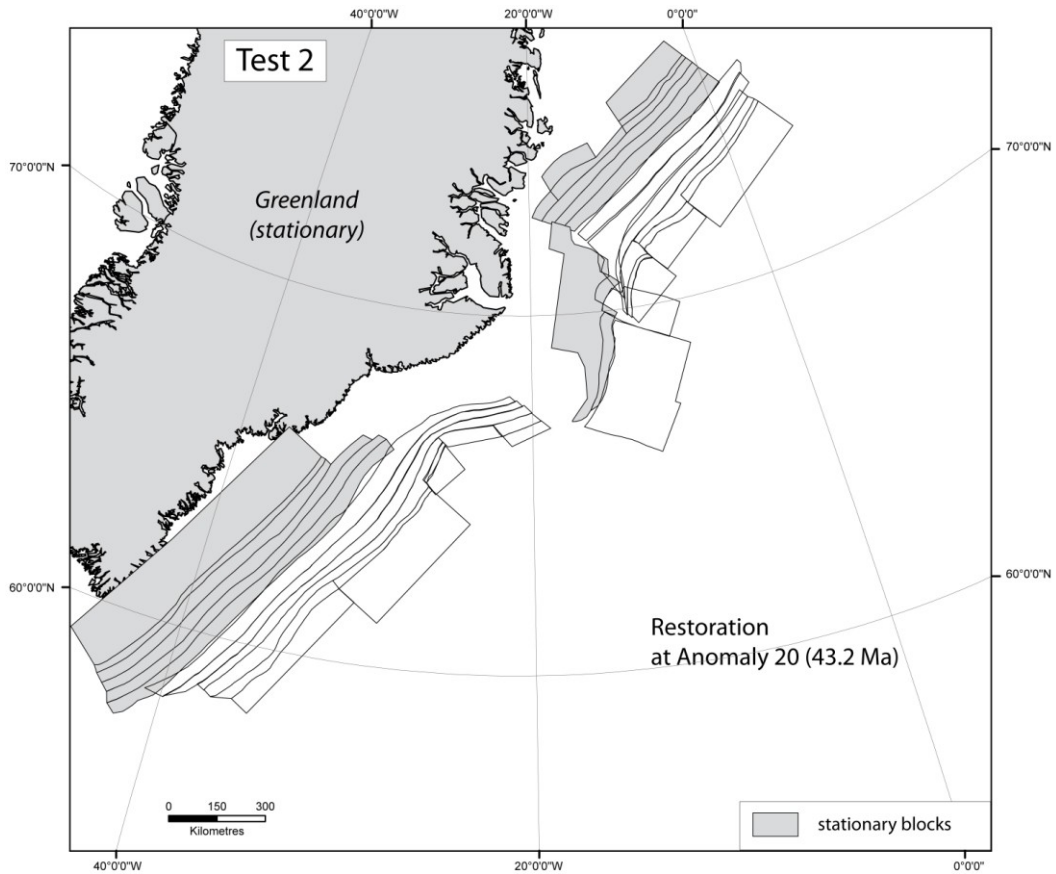 40°0'0"W 20°0'0"W 0°0'0"
Test 2
70°0'0"N 70°0'0"N
Greenland
(stationary)
60°0'0"N 60°0'0"N
Restoration
at Anomaly 20 (43.2 Ma)
0 150 300
Kilometres
stationary blocks
40°0'0"W 20°0'0"W 0°0'0"